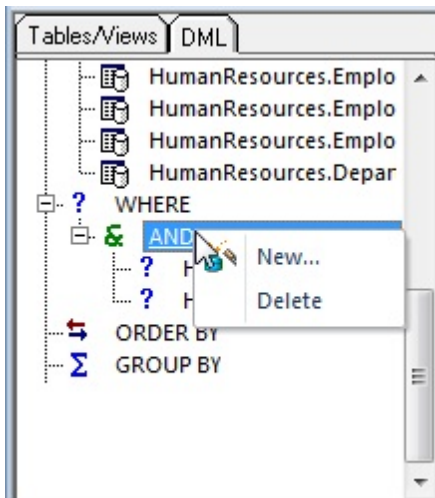 Tables/Views DML
HumanResources.Emplo
HumanResources.Emplo
HumanResources.Emplo
HumanResources.Depar
? WHERE
& AND
New...
? H
? H
Delete
ORDER BY
Σ GROUP BY